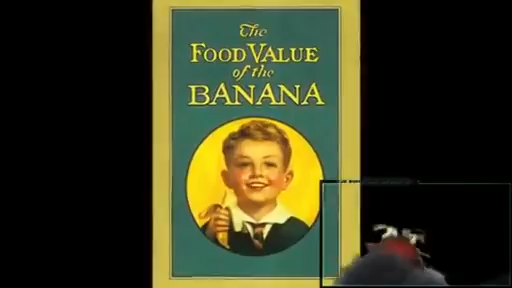 The
FOOD VALUE
of the
BANANA